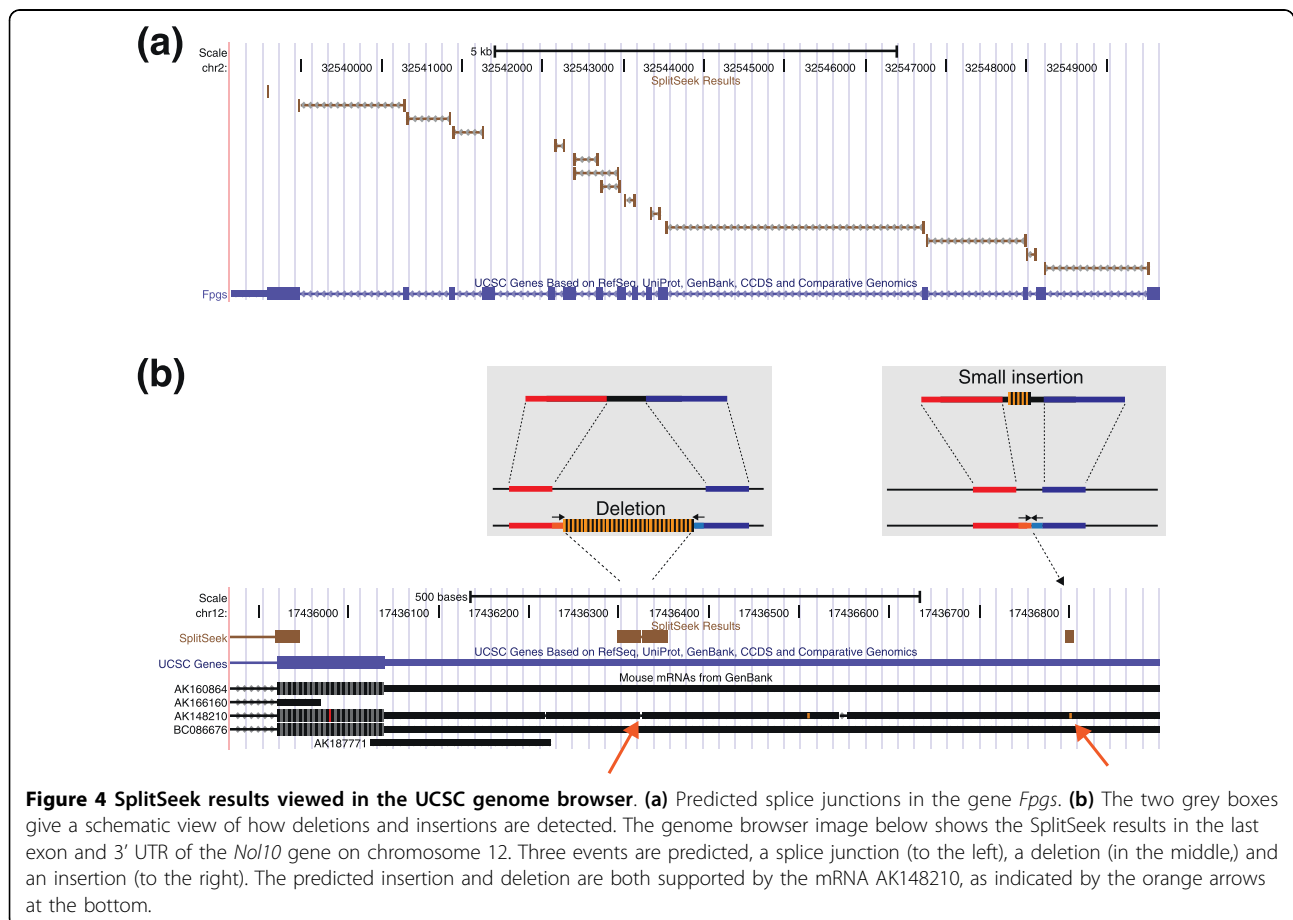 (a)
Scale
5 kb
chr2:
32540000 32541000 32542000 32543000 32544000 32545000 32546000 32547000 32548000 32549000
SplitSeek Results
UCSC Genes Based on RefSeq, UniProt, GenBank, CCDS and Comparative Genomics
Fpgs
(b)
Small insertion
Deletion
Scale
500 bases
chr12:
17436000 17436100 17436200 17436300 17436400 17436500 17436600 17436700 17436800
SplitSeek Results
SplitSeek
UCSC Genes Based on RefSeq, UniProt, GenBank, CCDS and Comparative Genomics
UCSC Genes
Mouse mRNAs from GenBank
AK160864
AK166160
AK148210
BC086676
AK187771
Figure 4 SplitSeek results viewed in the UCSC genome browser. (a) Predicted splice junctions in the gene Fpgs. (b) The two grey boxes
give a schematic view of how deletions and insertions are detected. The genome browser image below shows the SplitSeek results in the last
exon and 3′ UTR of the Nol10 gene on chromosome 12. Three events are predicted, a splice junction (to the left), a deletion (in the middle,) and
an insertion (to the right). The predicted insertion and deletion are both supported by the mRNA AK148210, as indicated by the orange arrows
at the bottom.